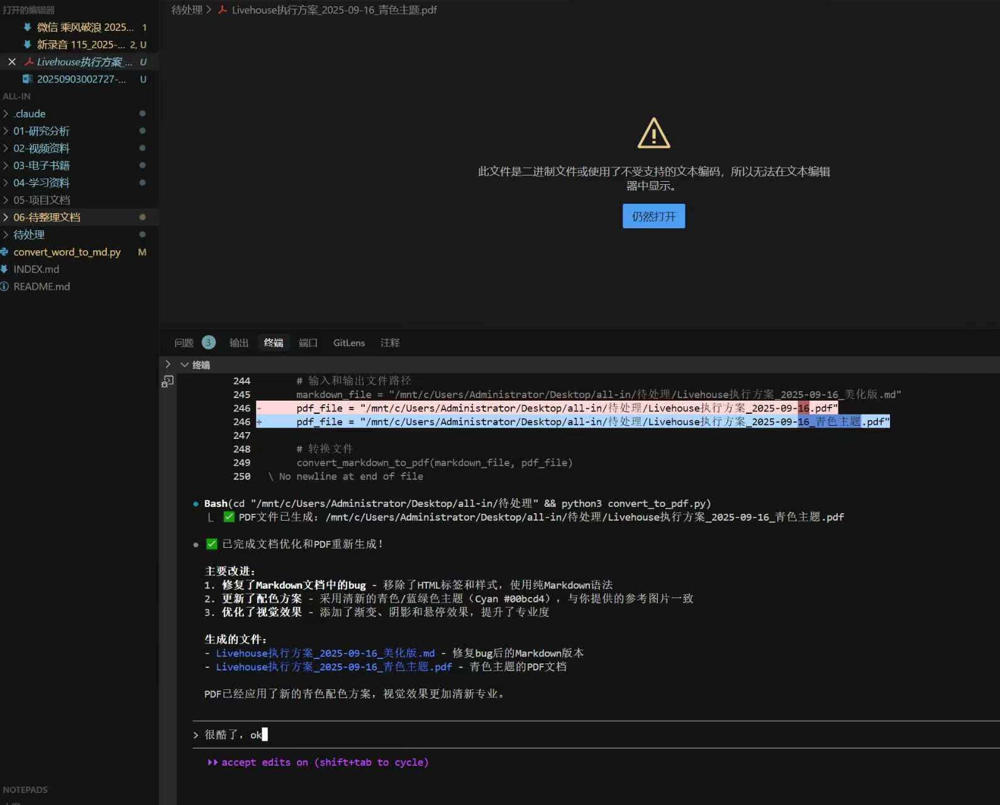 打开的编辑器
微信 乘风破浪 2025... 1
新录音 115_2025-... 2, U
Livehouse执行方案_... U
20250903002727-... U
ALL-IN
.claude
01-研究分析
02-视频资料
03-电子书籍
04-学习资料
05-项目文档
06-待整理文档
待处理
convert_word_to_md.py M
INDEX.md
README.md
NOTEPADS
待处理 > Livehouse执行方案_2025-09-16_青色主题.pdf
此文件是二进制文件或使用了不受支持的文本编码，所以无法在文本编辑
器中显示。
仍然打开
问题 3 输出 终端 端口 GitLens 注释
终端
244 # 输入和输出文件路径
245 markdown_file = "/mnt/c/Users/Administrator/Desktop/all-in/待处理/Livehouse执行方案_2025-09-16_美化版.md"
246 - pdf_file = "/mnt/c/Users/Administrator/Desktop/all-in/待处理/Livehouse执行方案_2025-09-16.pdf"
246 + pdf_file = "/mnt/c/Users/Administrator/Desktop/all-in/待处理/Livehouse执行方案_2025-09-16_青色主题.pdf"
247
248 # 转换文件
249 convert_markdown_to_pdf(markdown_file, pdf_file)
250 \ No newline at end of file
● Bash(cd "/mnt/c/Users/Administrator/Desktop/all-in/待处理" && python3 convert_to_pdf.py)
⎿ ✅ PDF文件已生成：/mnt/c/Users/Administrator/Desktop/all-in/待处理/Livehouse执行方案_2025-09-16_青色主题.pdf
● ✅ 已完成文档优化和PDF重新生成！
主要改进：
1. 修复了Markdown文档中的bug - 移除了HTML标签和样式，使用纯Markdown语法
2. 更新了配色方案 - 采用清新的青色/蓝绿色主题（Cyan #00bcd4），与你提供的参考图片一致
3. 优化了视觉效果 - 添加了渐变、阴影和悬停效果，提升了专业度
生成的文件：
- Livehouse执行方案_2025-09-16_美化版.md - 修复bug后的Markdown版本
- Livehouse执行方案_2025-09-16_青色主题.pdf - 青色主题的PDF文档
PDF已经应用了新的青色配色方案，视觉效果更加清新专业。
> 很酷了，ok
⏵⏵ accept edits on (shift+tab to cycle)